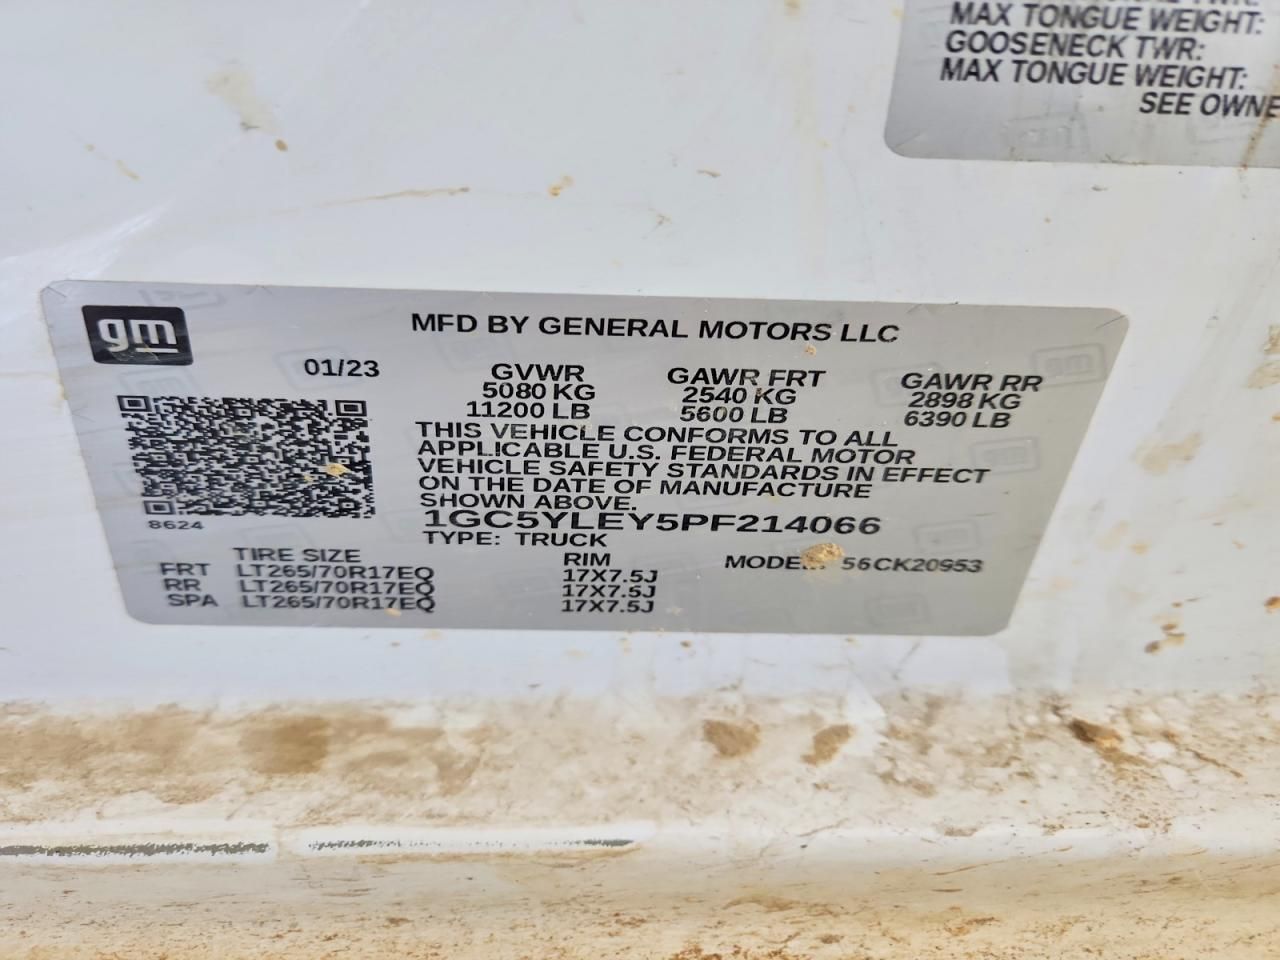 MAX TONGUE WEIGHT:
GOOSENECK TWR:
MAX TONGUE WEIGHT:
SEE OWNE
gm
MFD BY GENERAL MOTORS LLC
01/23
GVWR GAWR FRT GAWR RR
5080 KG 2540 KG 2898 KG
11200 LB 5600 LB 6390 LB
THIS VEHICLE CONFORMS TO ALL
APPLICABLE U.S. FEDERAL MOTOR
VEHICLE SAFETY STANDARDS IN EFFECT
ON THE DATE OF MANUFACTURE
SHOWN ABOVE.
8624
1GC5YLEY5PF214066
TYPE: TRUCK
TIRE SIZE RIM MODE 56CK20953
FRT LT265/70R17EQ 17X7.5J
RR LT265/70R17EQ 17X7.5J
SPA LT265/70R17EQ 17X7.5J